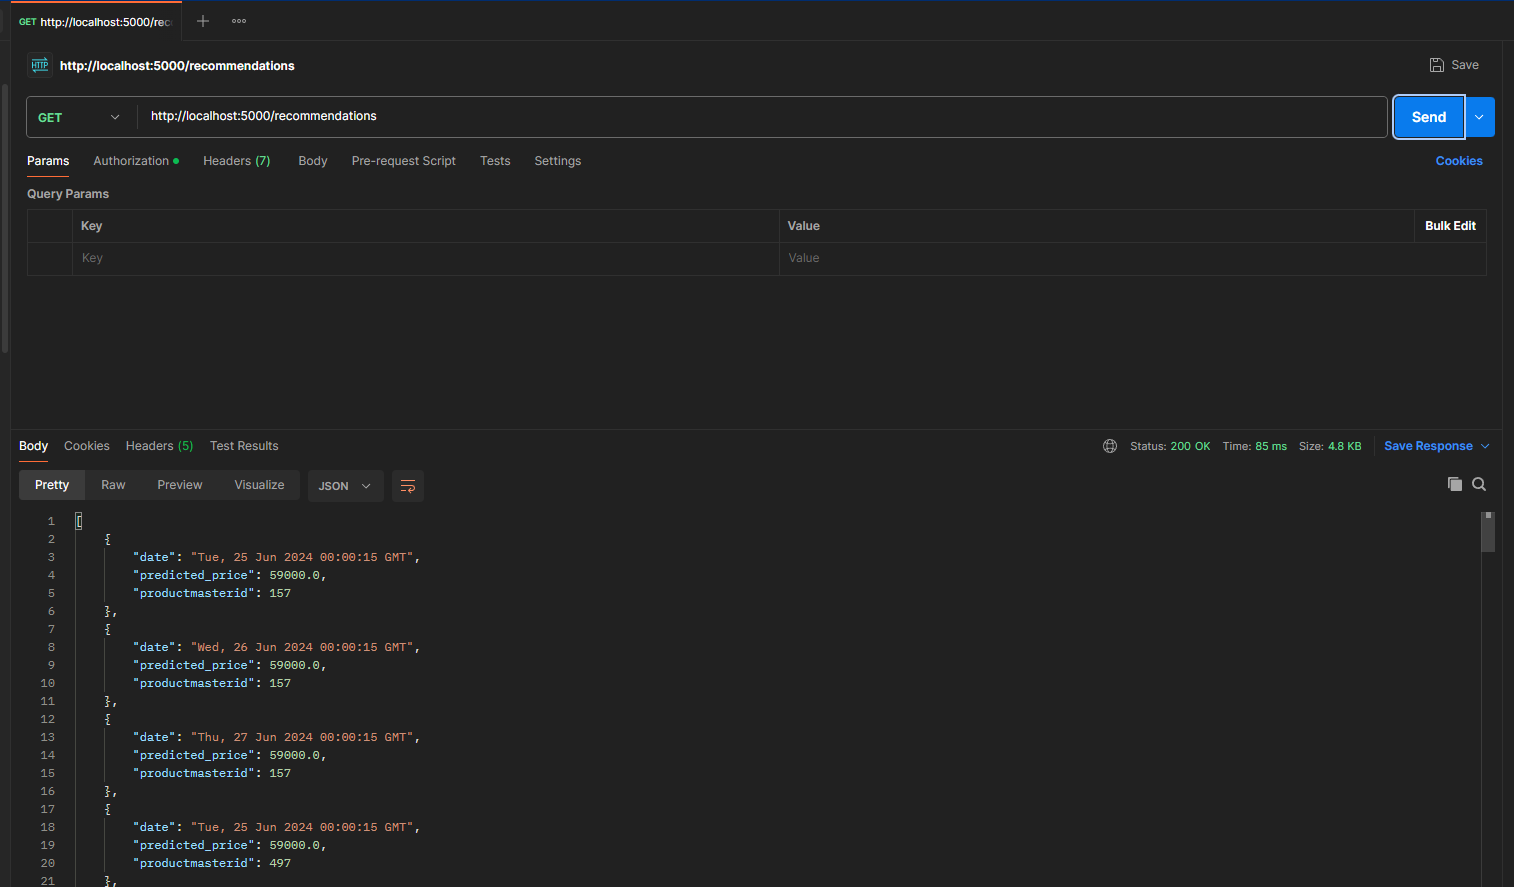 GET http://localhost:5000/rec
http://localhost:5000/recommendations
Save
GET http://localhost:5000/recommendations
Send
Params Authorization Headers (7) Body Pre-request Script Tests Settings
Cookies
Query Params
Key Value Bulk Edit
Key Value
Body Cookies Headers (5) Test Results
Status: 200 OK Time: 85 ms Size: 4.8 KB Save Response
Pretty Raw Preview Visualize JSON
1 [
2 {
3 "date": "Tue, 25 Jun 2024 00:00:15 GMT",
4 "predicted_price": 59000.0,
5 "productmasterid": 157
6 },
7 {
8 "date": "Wed, 26 Jun 2024 00:00:15 GMT",
9 "predicted_price": 59000.0,
10 "productmasterid": 157
11 },
12 {
13 "date": "Thu, 27 Jun 2024 00:00:15 GMT",
14 "predicted_price": 59000.0,
15 "productmasterid": 157
16 },
17 {
18 "date": "Tue, 25 Jun 2024 00:00:15 GMT",
19 "predicted_price": 59000.0,
20 "productmasterid": 497
21 },